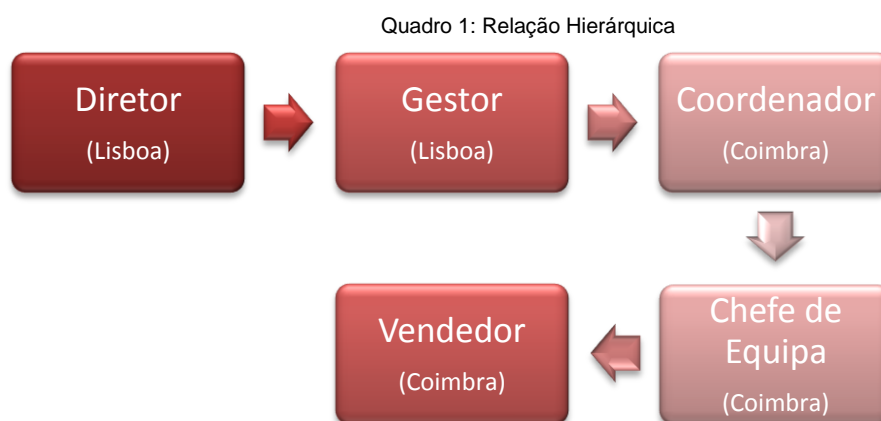 Quadro 1: Relação Hierárquica
Diretor
(Lisboa)
Gestor
(Lisboa)
Coordenador
(Coimbra)
Chefe de
Equipa
(Coimbra)
Vendedor
(Coimbra)